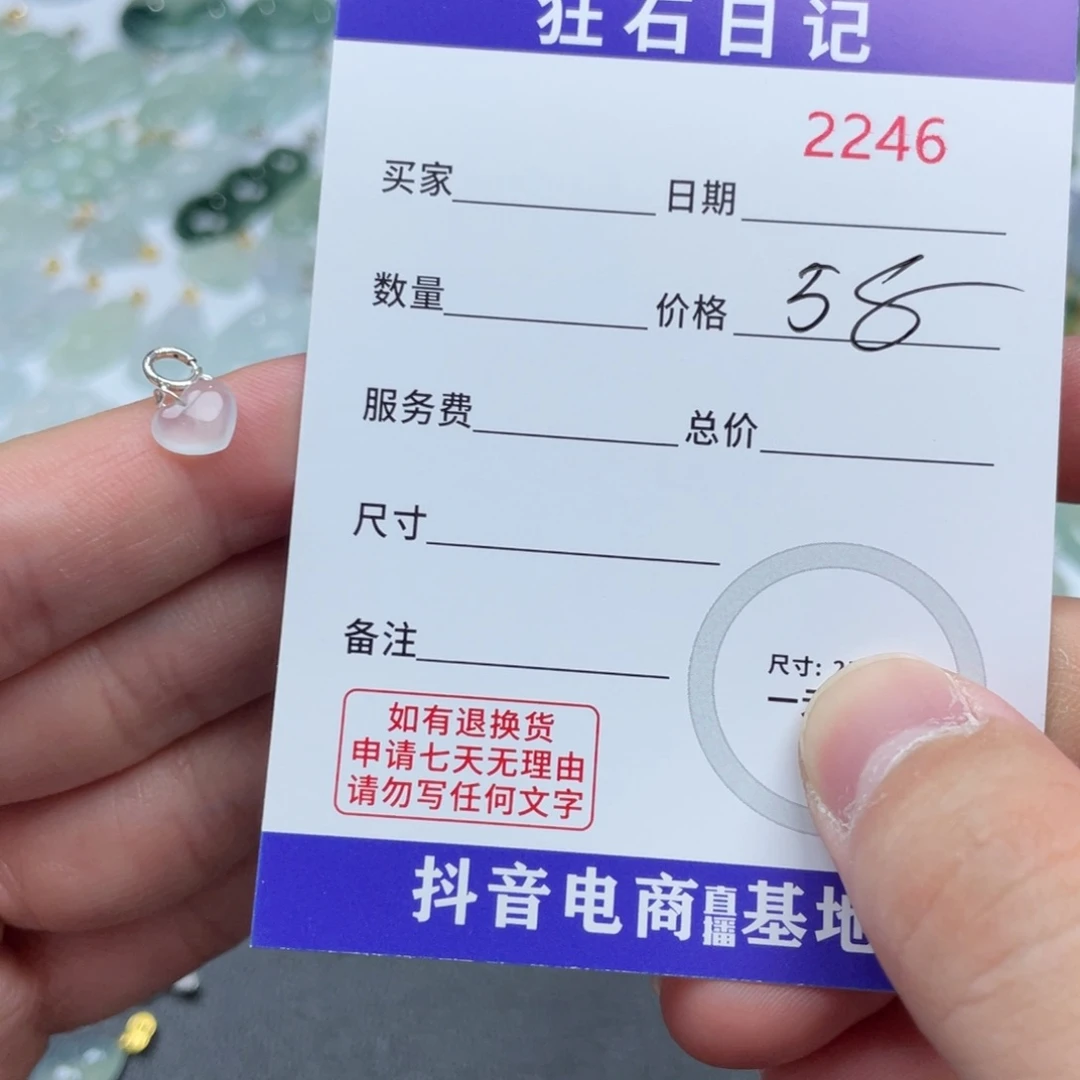 狂石日记
2246
买家 日期
数量 价格 58
服务费 总价
尺寸
备注
尺寸:
一
如有退换货
申请七天无理由
请勿写任何文字
抖音电商直播基地